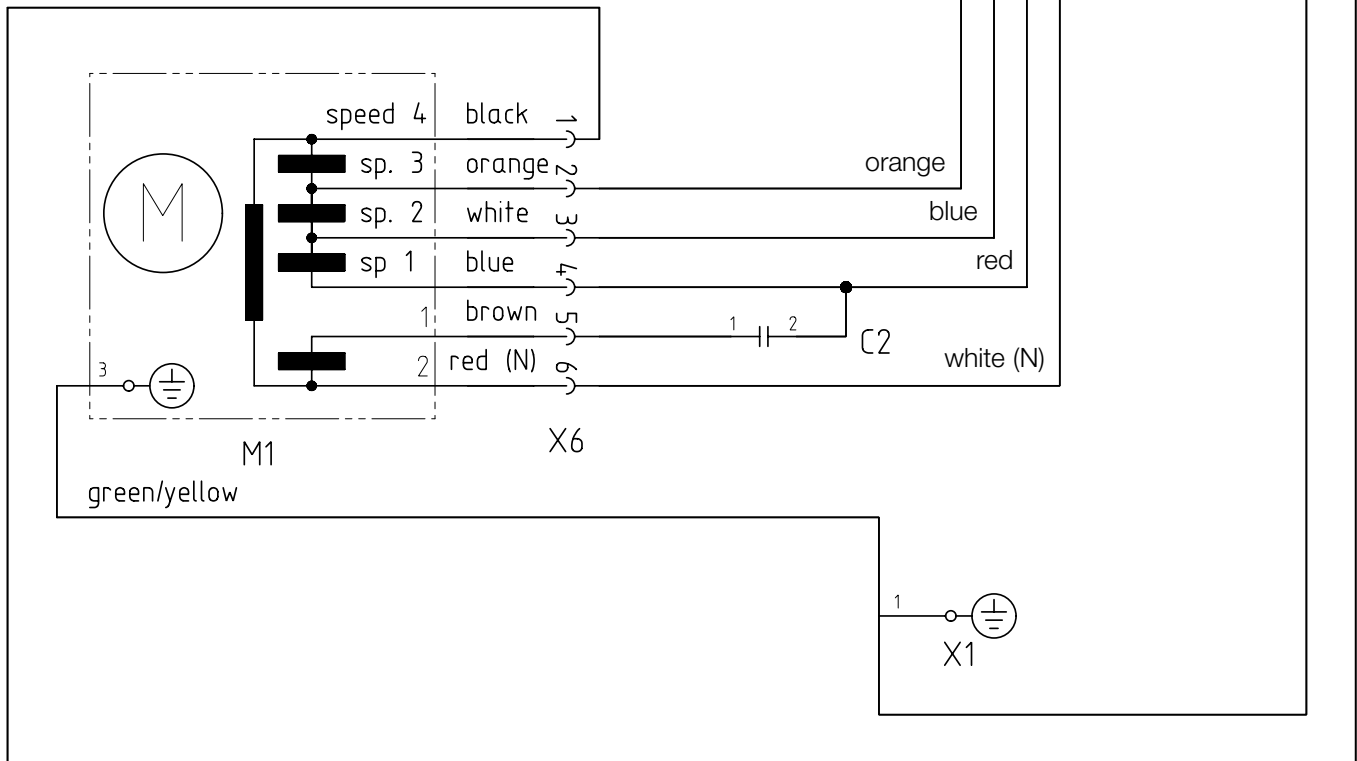 speed 4 black 1
sp. 3 orange 2
orange
sp. 2 white 3
blue
M
sp 1 blue 4
red
1 brown 5
1 2
C2
2 red (N) 6
white (N)
3
M1
X6
green/yellow
1
X1